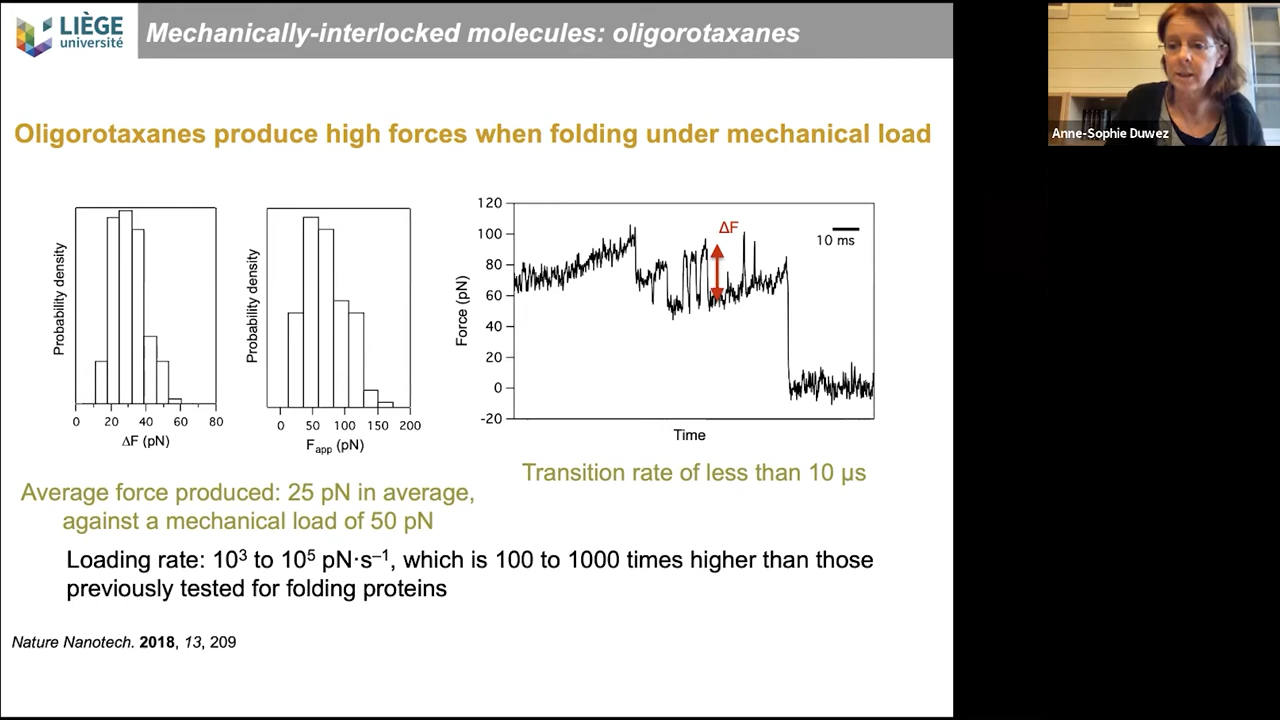 LIÈGE
université
Mechanically-interlocked molecules: oligorotaxanes
Anne-Sophie Duwez
Oligorotaxanes produce high forces when folding under mechanical load
Probability density
0 20 40 60 80
ΔF (pN)
Probability density
0 50 100 150 200
Fapp (pN)
120
100
80
60
40
20
0
-20
Force (pN)
ΔF
10 ms
Time
Transition rate of less than 10 µs
Average force produced: 25 pN in average,
against a mechanical load of 50 pN
Loading rate: 10³ to 10⁵ pN·s⁻¹, which is 100 to 1000 times higher than those
previously tested for folding proteins
Nature Nanotech. 2018, 13, 209